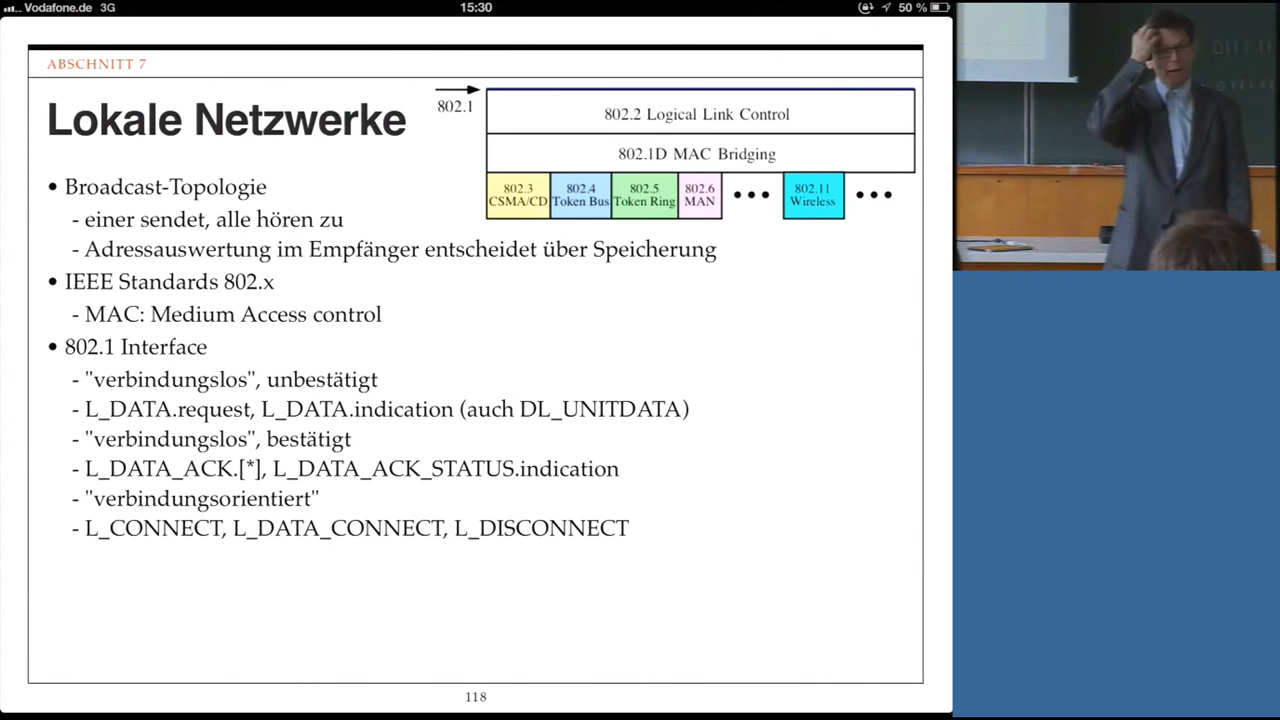 Vodafone.de 3G 15:30 50 %
ABSCHNITT 7
Lokale Netzwerke
802.1
802.2 Logical Link Control
802.1D MAC Bridging
802.3 CSMA/CD
802.4 Token Bus
802.5 Token Ring
802.6 MAN
802.11 Wireless
• Broadcast-Topologie
- einer sendet, alle hören zu
- Adressauswertung im Empfänger entscheidet über Speicherung
• IEEE Standards 802.x
- MAC: Medium Access control
• 802.1 Interface
- "verbindungslos", unbestätigt
- L_DATA.request, L_DATA.indication (auch DL_UNITDATA)
- "verbindungslos", bestätigt
- L_DATA_ACK.[*], L_DATA_ACK_STATUS.indication
- "verbindungsorientiert"
- L_CONNECT, L_DATA_CONNECT, L_DISCONNECT
118